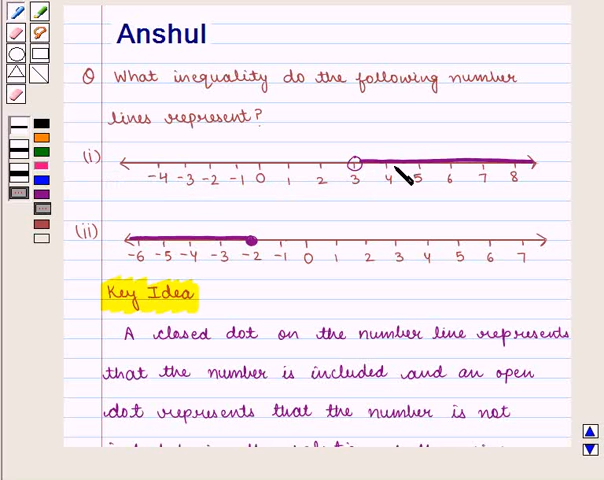 Anshul
Q What inequality do the following number
lines represent?
(i)
-4 -3 -2 -1 0 1 2 3 4 5 6 7 8
(ii)
-6 -5 -4 -3 -2 -1 0 1 2 3 4 5 6 7
Key Idea
A closed dot on the number line represents
that the number is included and an open
dot represents that the number is not